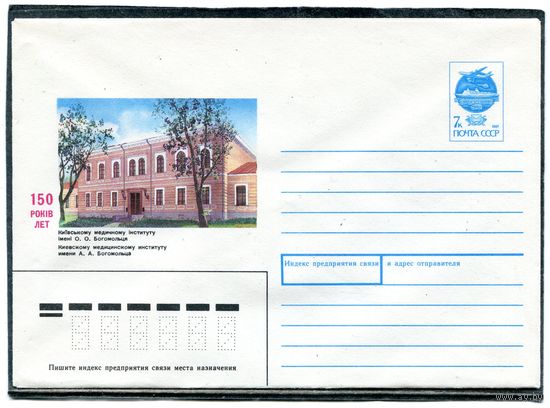 7к
1991
ПОЧТА СССР
150
РОКІВ
ЛЕТ
Київському медичному інституту
імені О. О. Богомольця
Киевскому медицинскому институту
имени А. А. Богомольца
Индекс предприятия связи и адрес отправителя
Пишите индекс предприятия связи места назначения